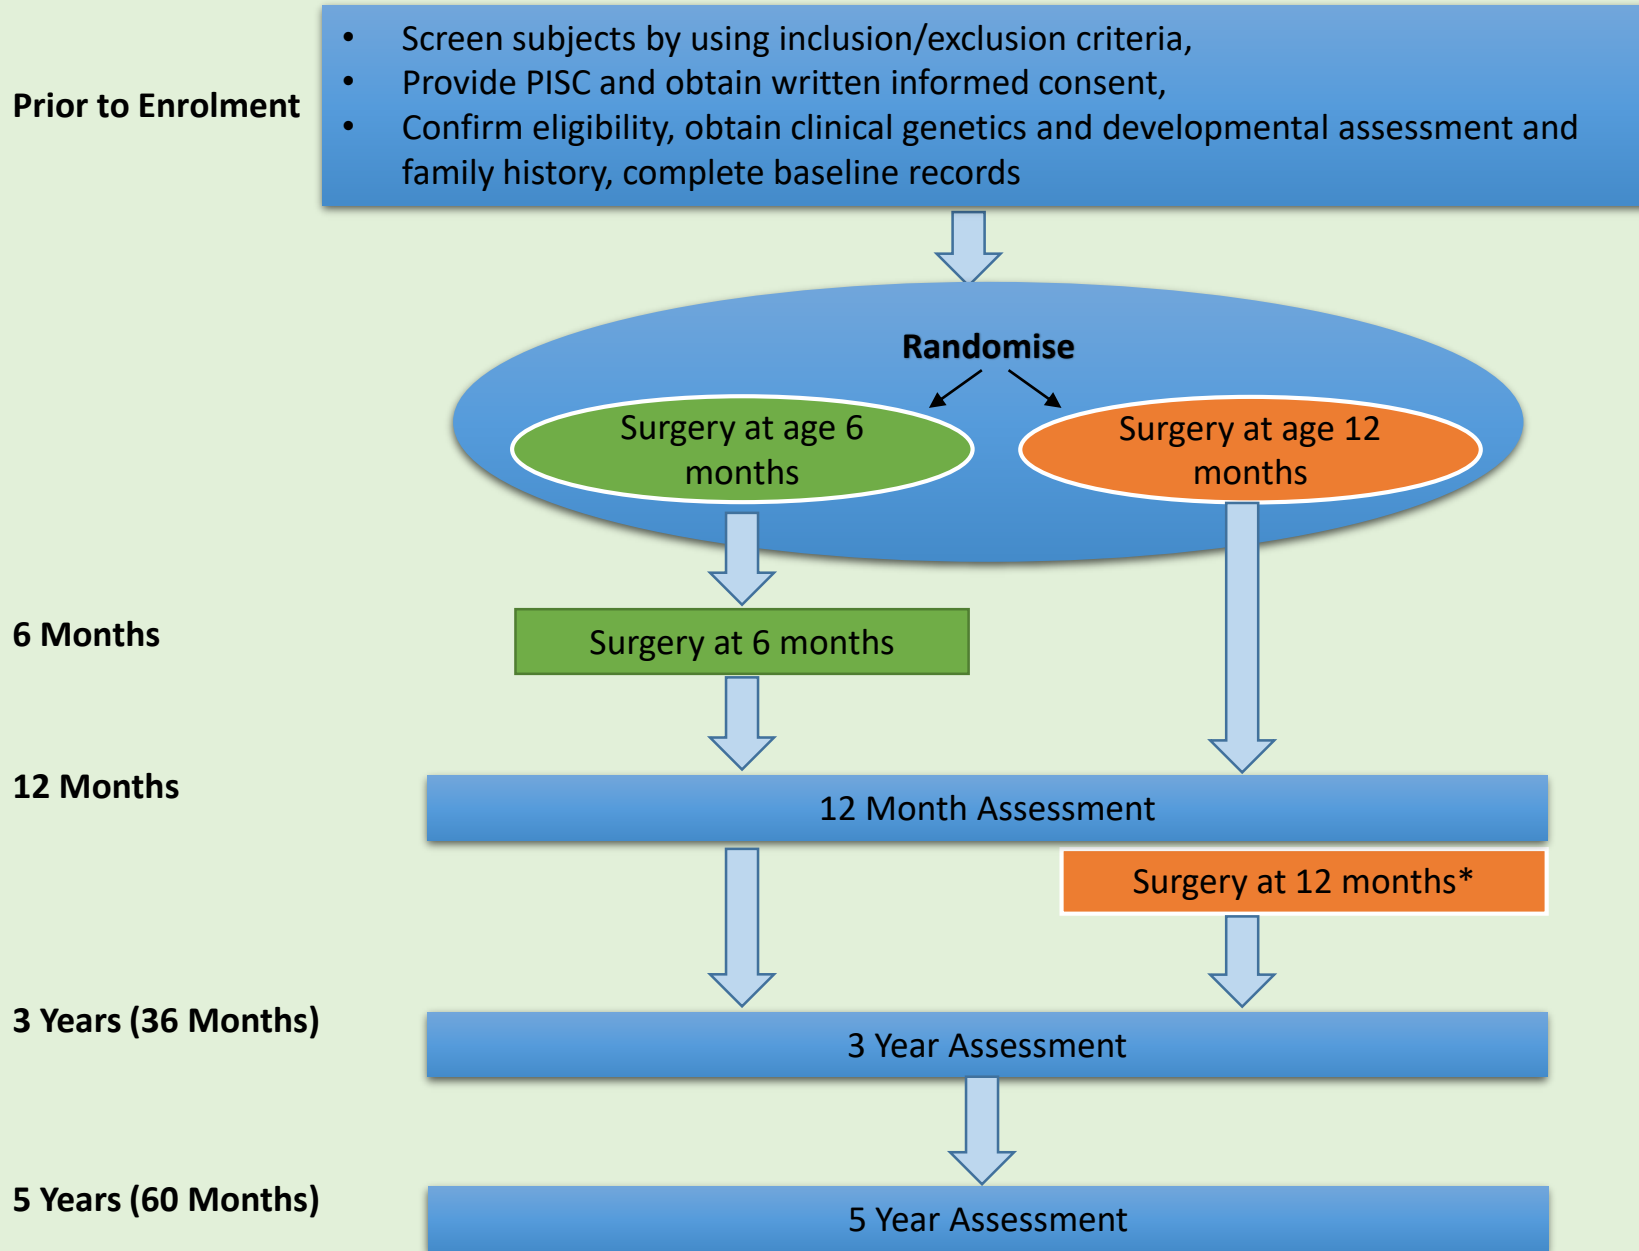 Prior to Enrolment
• Screen subjects by using inclusion/exclusion criteria,
• Provide PISC and obtain written informed consent,
• Confirm eligibility, obtain clinical genetics and developmental assessment and
family history, complete baseline records
Randomise
Surgery at age 6
months
Surgery at age 12
months
6 Months
Surgery at 6 months
12 Months
12 Month Assessment
Surgery at 12 months*
3 Years (36 Months)
3 Year Assessment
5 Years (60 Months)
5 Year Assessment